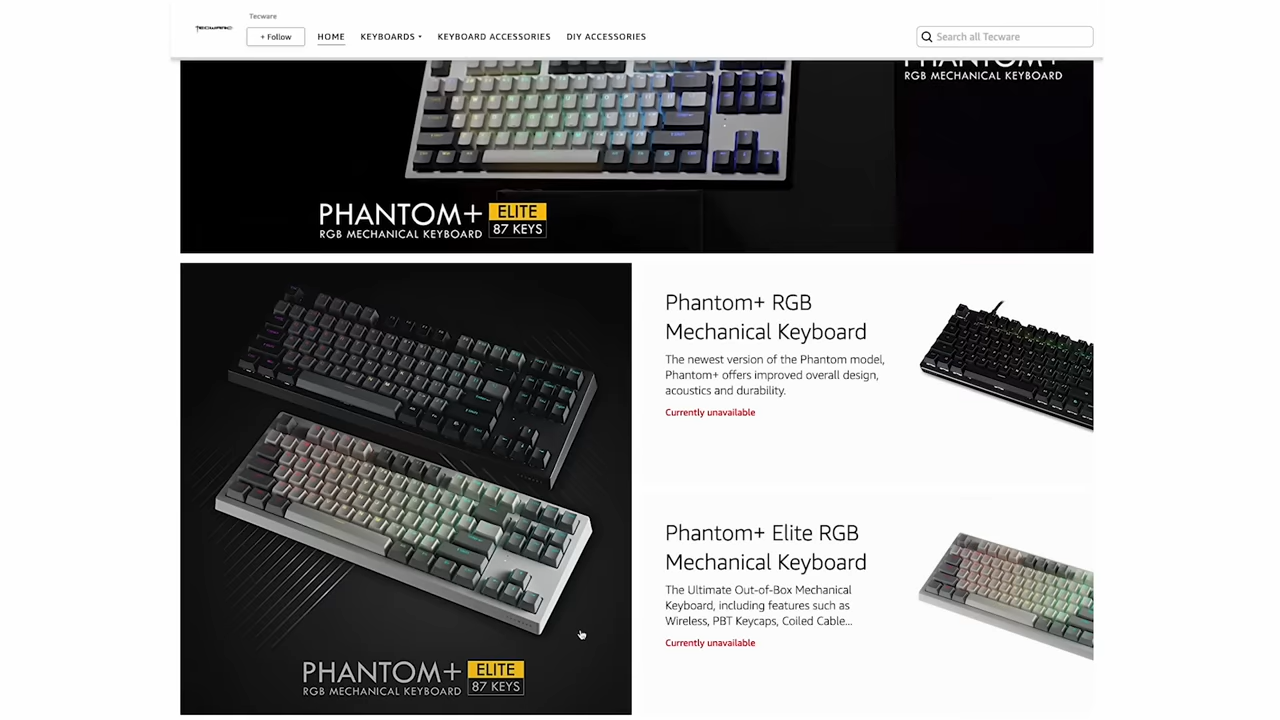 Tecware
TECWARE
+ Follow
HOME
KEYBOARDS
KEYBOARD ACCESSORIES
DIY ACCESSORIES
Search all Tecware
PHANTOM+
RGB MECHANICAL KEYBOARD
PHANTOM+ ELITE
RGB MECHANICAL KEYBOARD 87 KEYS
Phantom+ RGB
Mechanical Keyboard
The newest version of the Phantom model,
Phantom+ offers improved overall design,
acoustics and durability.
Currently unavailable
Phantom+ Elite RGB
Mechanical Keyboard
The Ultimate Out-of-Box Mechanical
Keyboard, including features such as
Wireless, PBT Keycaps, Coiled Cable...
Currently unavailable
PHANTOM+ ELITE
RGB MECHANICAL KEYBOARD 87 KEYS